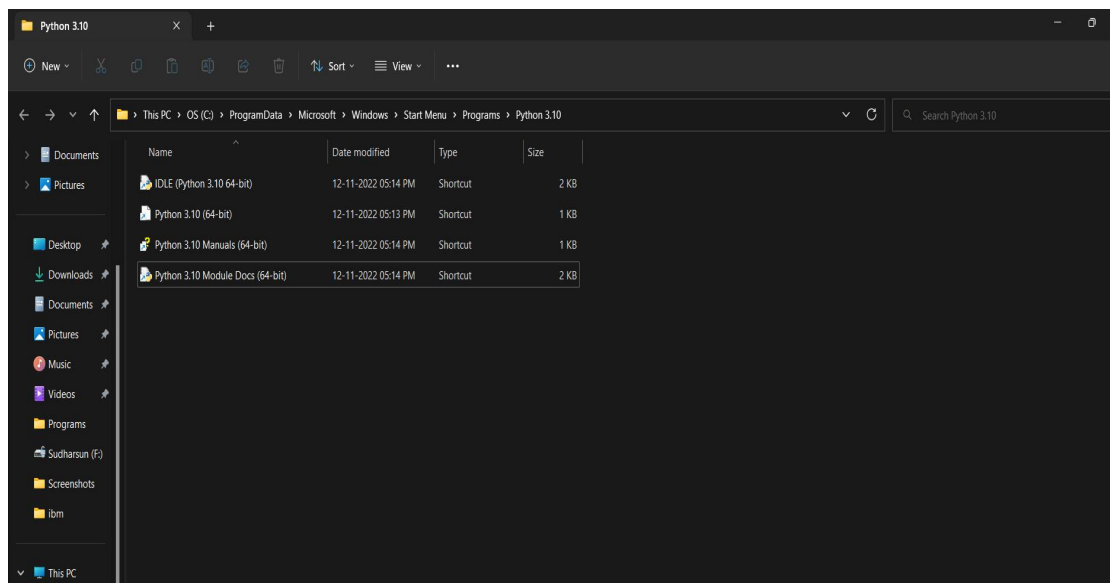 Python 3.10
New
Sort
View
This PC > OS (C:) > ProgramData > Microsoft > Windows > Start Menu > Programs > Python 3.10
Search Python 3.10
Documents
Pictures
Desktop
Downloads
Documents
Pictures
Music
Videos
Programs
Sudharsun (F:)
Screenshots
ibm
This PC
Name Date modified Type Size
IDLE (Python 3.10 64-bit) 12-11-2022 05:14 PM Shortcut 2 KB
Python 3.10 (64-bit) 12-11-2022 05:13 PM Shortcut 1 KB
Python 3.10 Manuals (64-bit) 12-11-2022 05:14 PM Shortcut 1 KB
Python 3.10 Module Docs (64-bit) 12-11-2022 05:14 PM Shortcut 2 KB